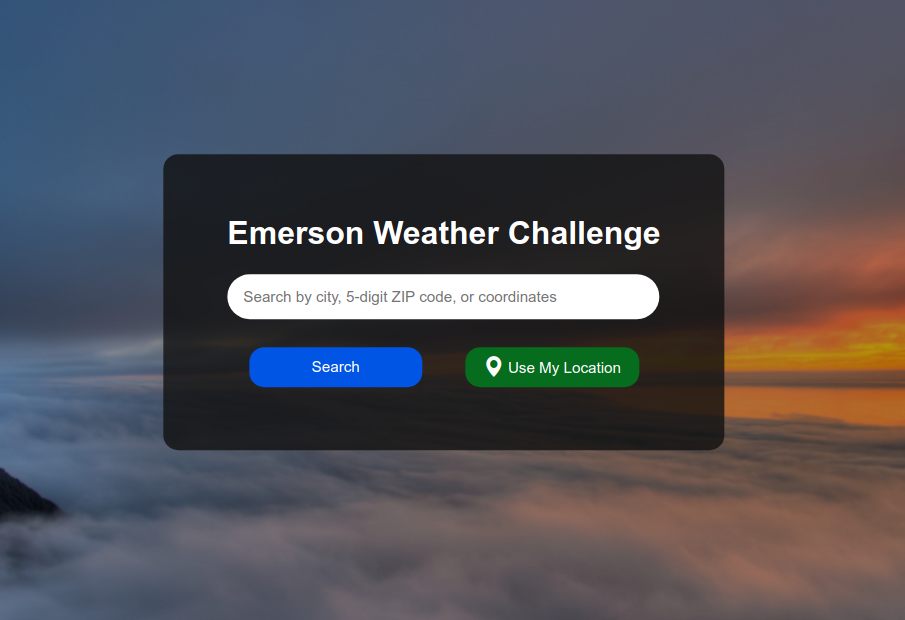 Emerson Weather Challenge
Search by city, 5-digit ZIP code, or coordinates
Search
Use My Location